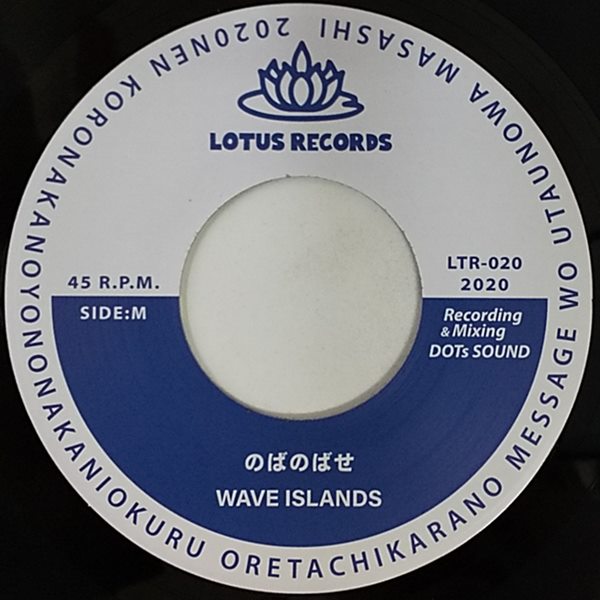 2020NEN KORONAKANOYONONAKANIOKURU ORETACHIKARANO MESSAGE WO UTAUNOWA MASASHI
LOTUS RECORDS
45 R.P.M.
SIDE:M
LTR-020
2020
Recording
& Mixing
DOTs SOUND
のばのばせ
WAVE ISLANDS